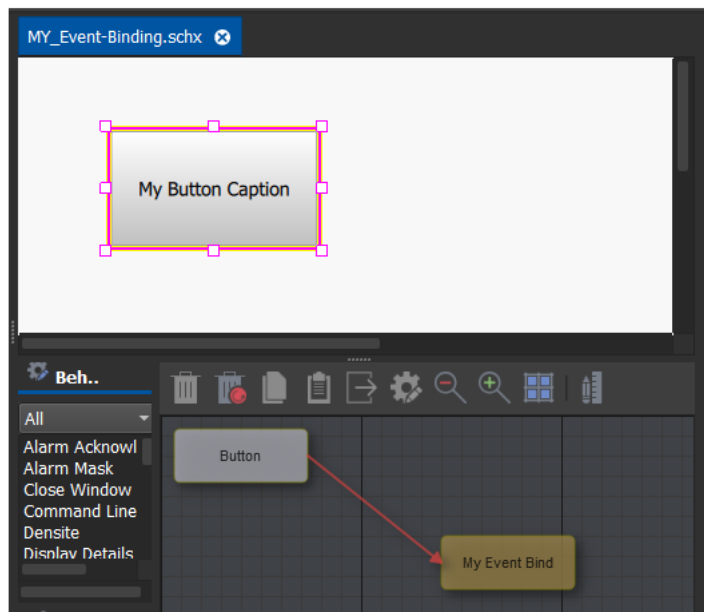 MY_Event-Binding.schx
My Button Caption
Beh..
All
Alarm Acknowl
Alarm Mask
Close Window
Command Line
Densite
Display Details
Button
My Event Bind